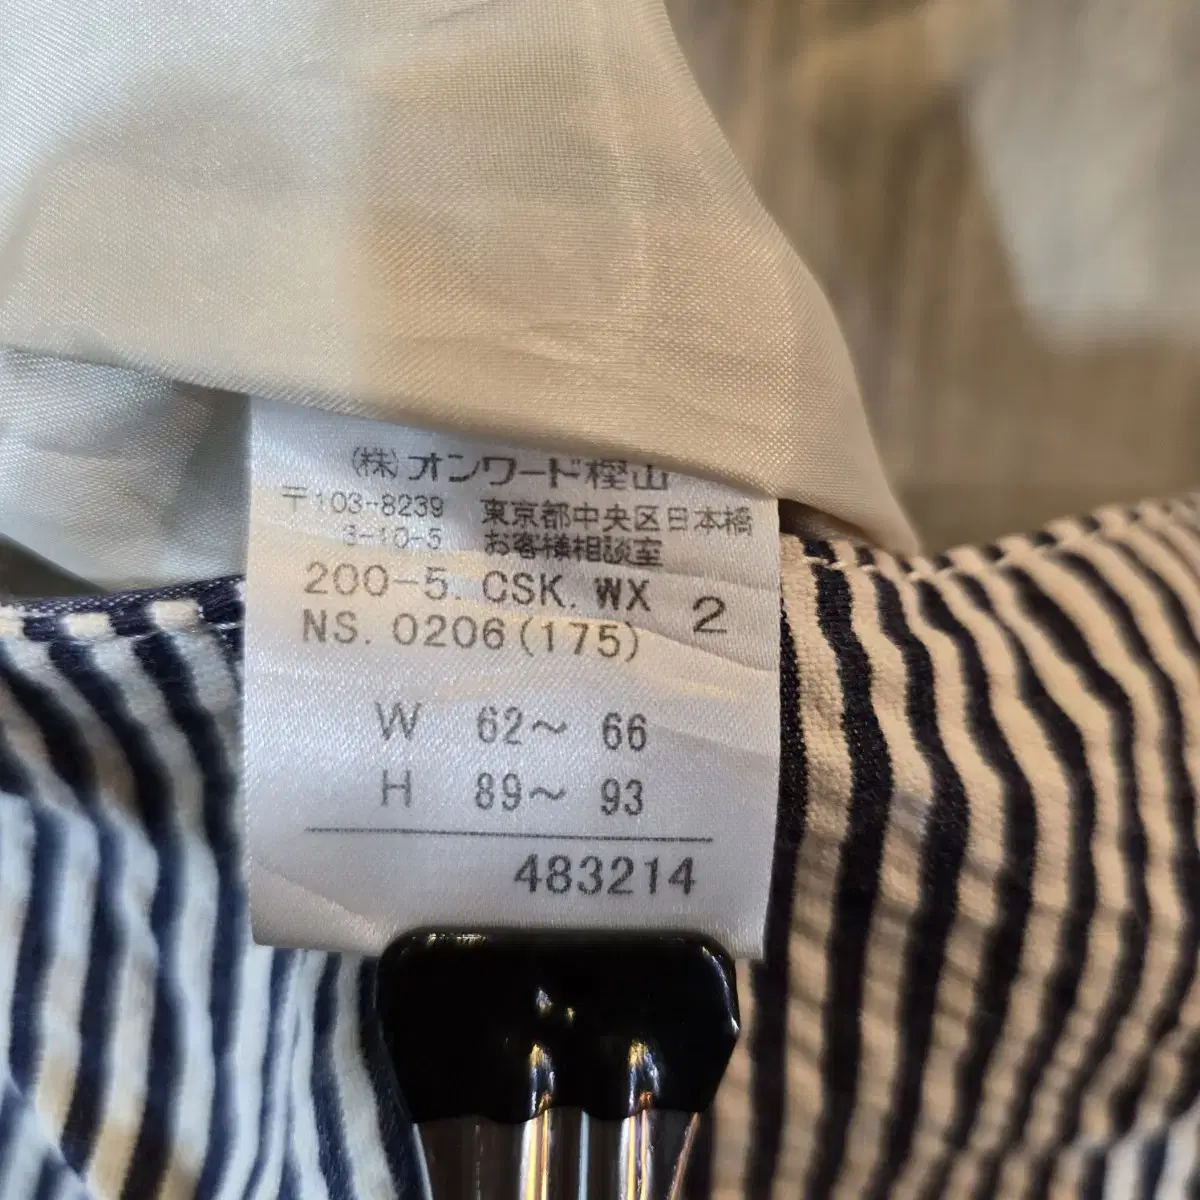 (株)オンワード樫山
〒103-8239 東京都中央区日本橋
3-10-5 お客様相談室
200-5. CSK. WX 2
NS. 0206(175)
W 62～ 66
H 89～ 93
483214